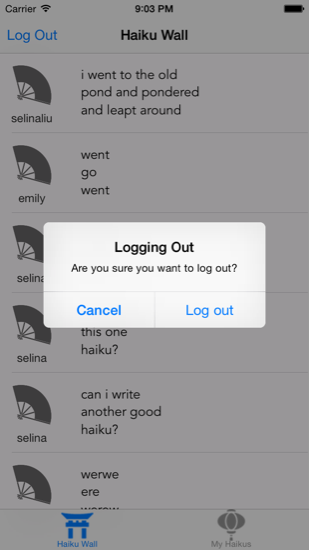 Carrier 9:03 PM
Log Out Haiku Wall
i went to the old
pond and pondered
and leapt around
selinaliu
went
go
went
emily
Logging Out
Are you sure you want to log out?
Cancel Log out
selina
this one
haiku?
selina
can i write
another good
haiku?
selina
werwe
ere
Haiku Wall My Haikus